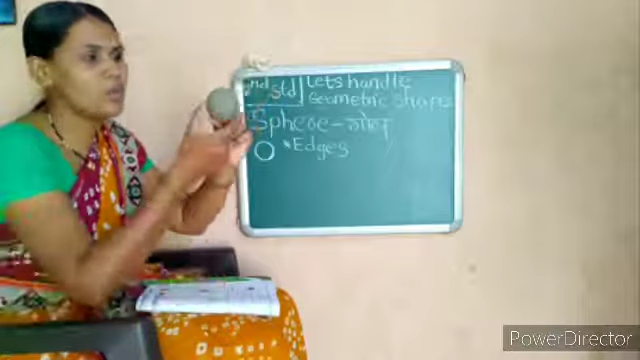 2nd Std
Lets handle
Geometric Shapes
Sphere - गोल
*Edges
PowerDirector